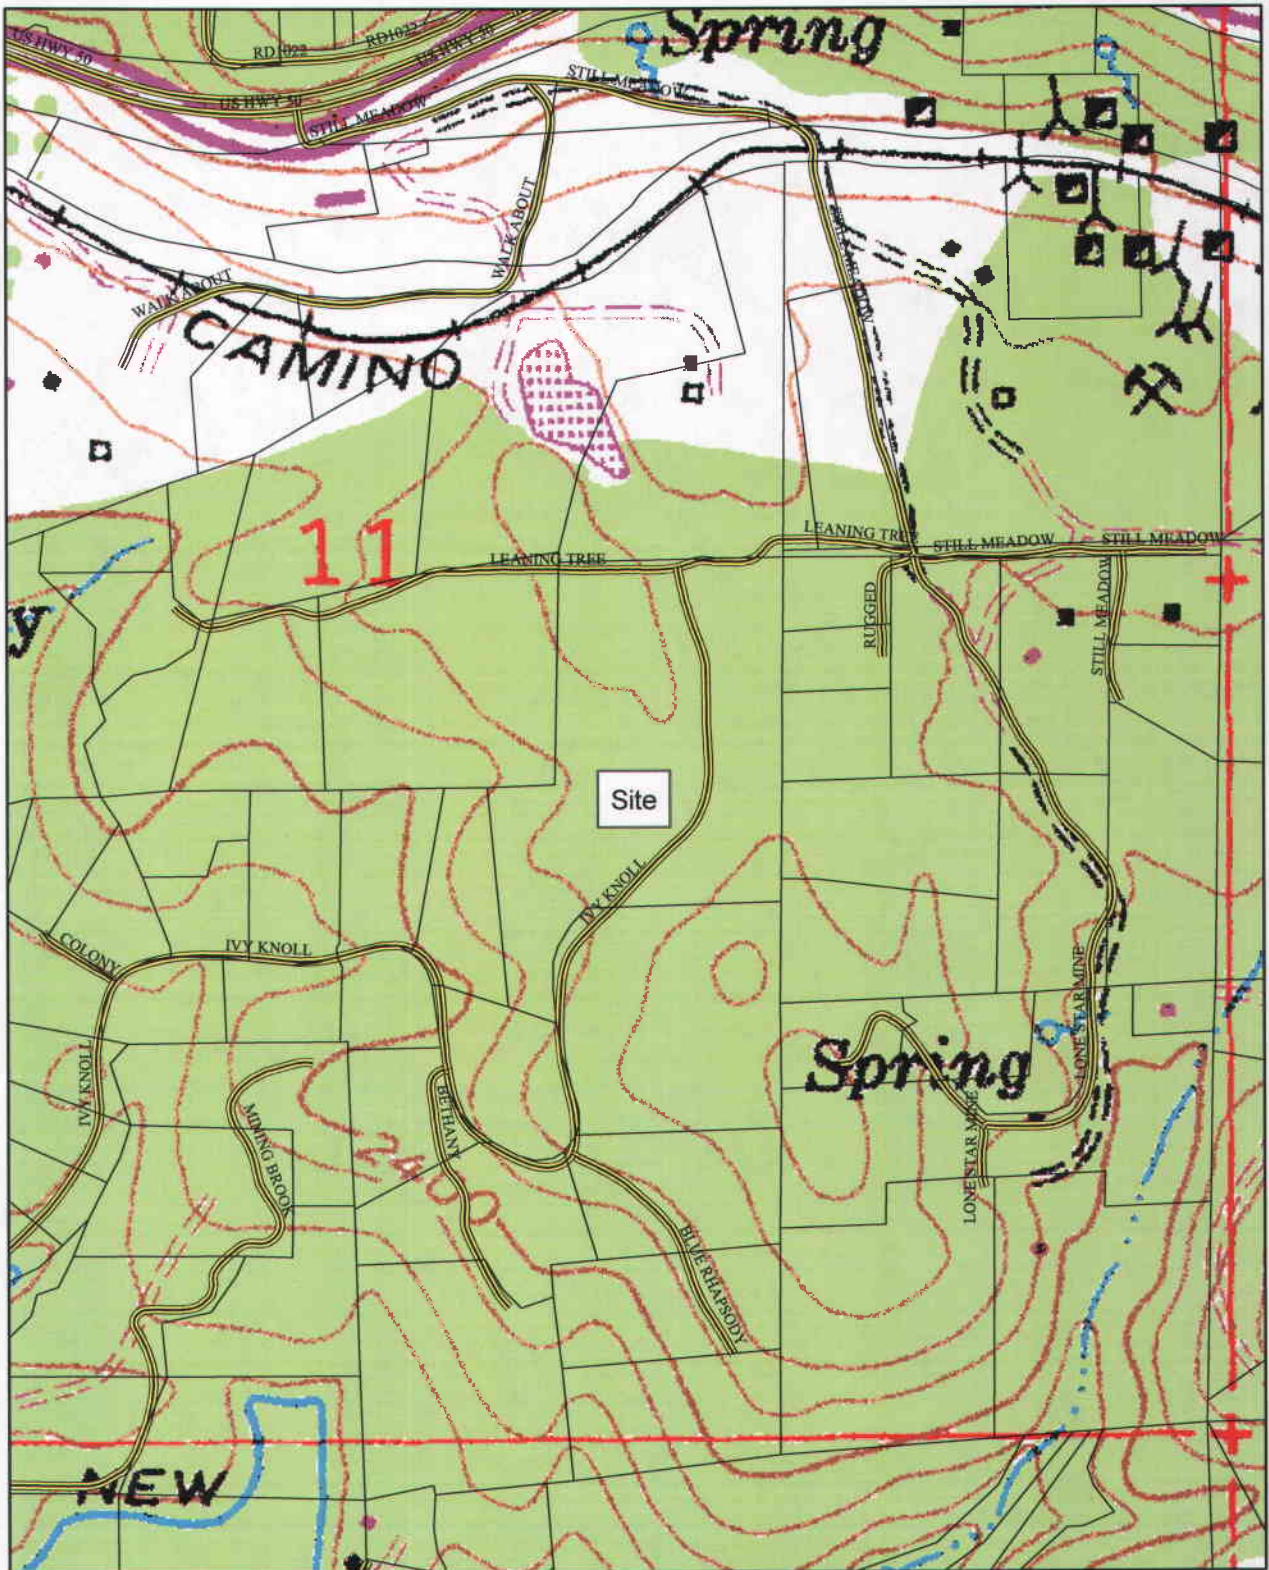 Spring
US HWY 50
RD1022
RD1022
US HWY 50
US HWY 50
STILL MEADOW
STILL MEADOW
WALK ABOUT
WALK ABOUT
STILL MEADOW
CAMINO
11
LEANING TREE
LEANING TREE
STILL MEADOW
STILL MEADOW
RUGGED
STILL MEADOW
y
Site
IVY KNOLL
COLONY
IVY KNOLL
LONE STAR MINE
Spring
IVY KNOLL
MINING BROOK
BETHANY
LONE STAR MINE
2400
BLUE RHAPSODY
NEW